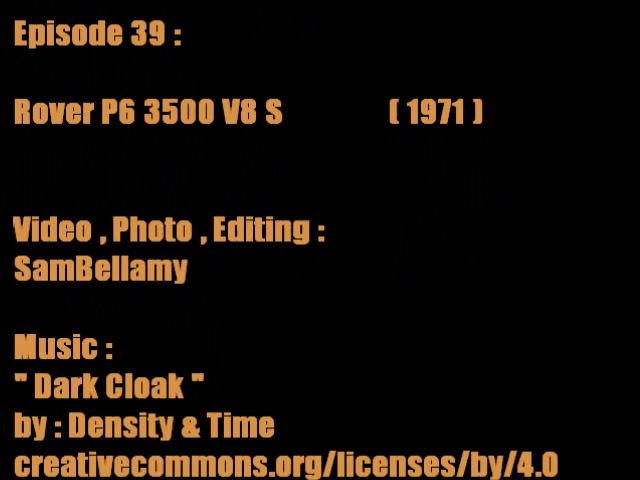 Episode 39 :
Rover P6 3500 V8 S ( 1971 )
Video , Photo , Editing :
SamBellamy
Music :
" Dark Cloak "
by : Density & Time
creativecommons.org/licenses/by/4.0